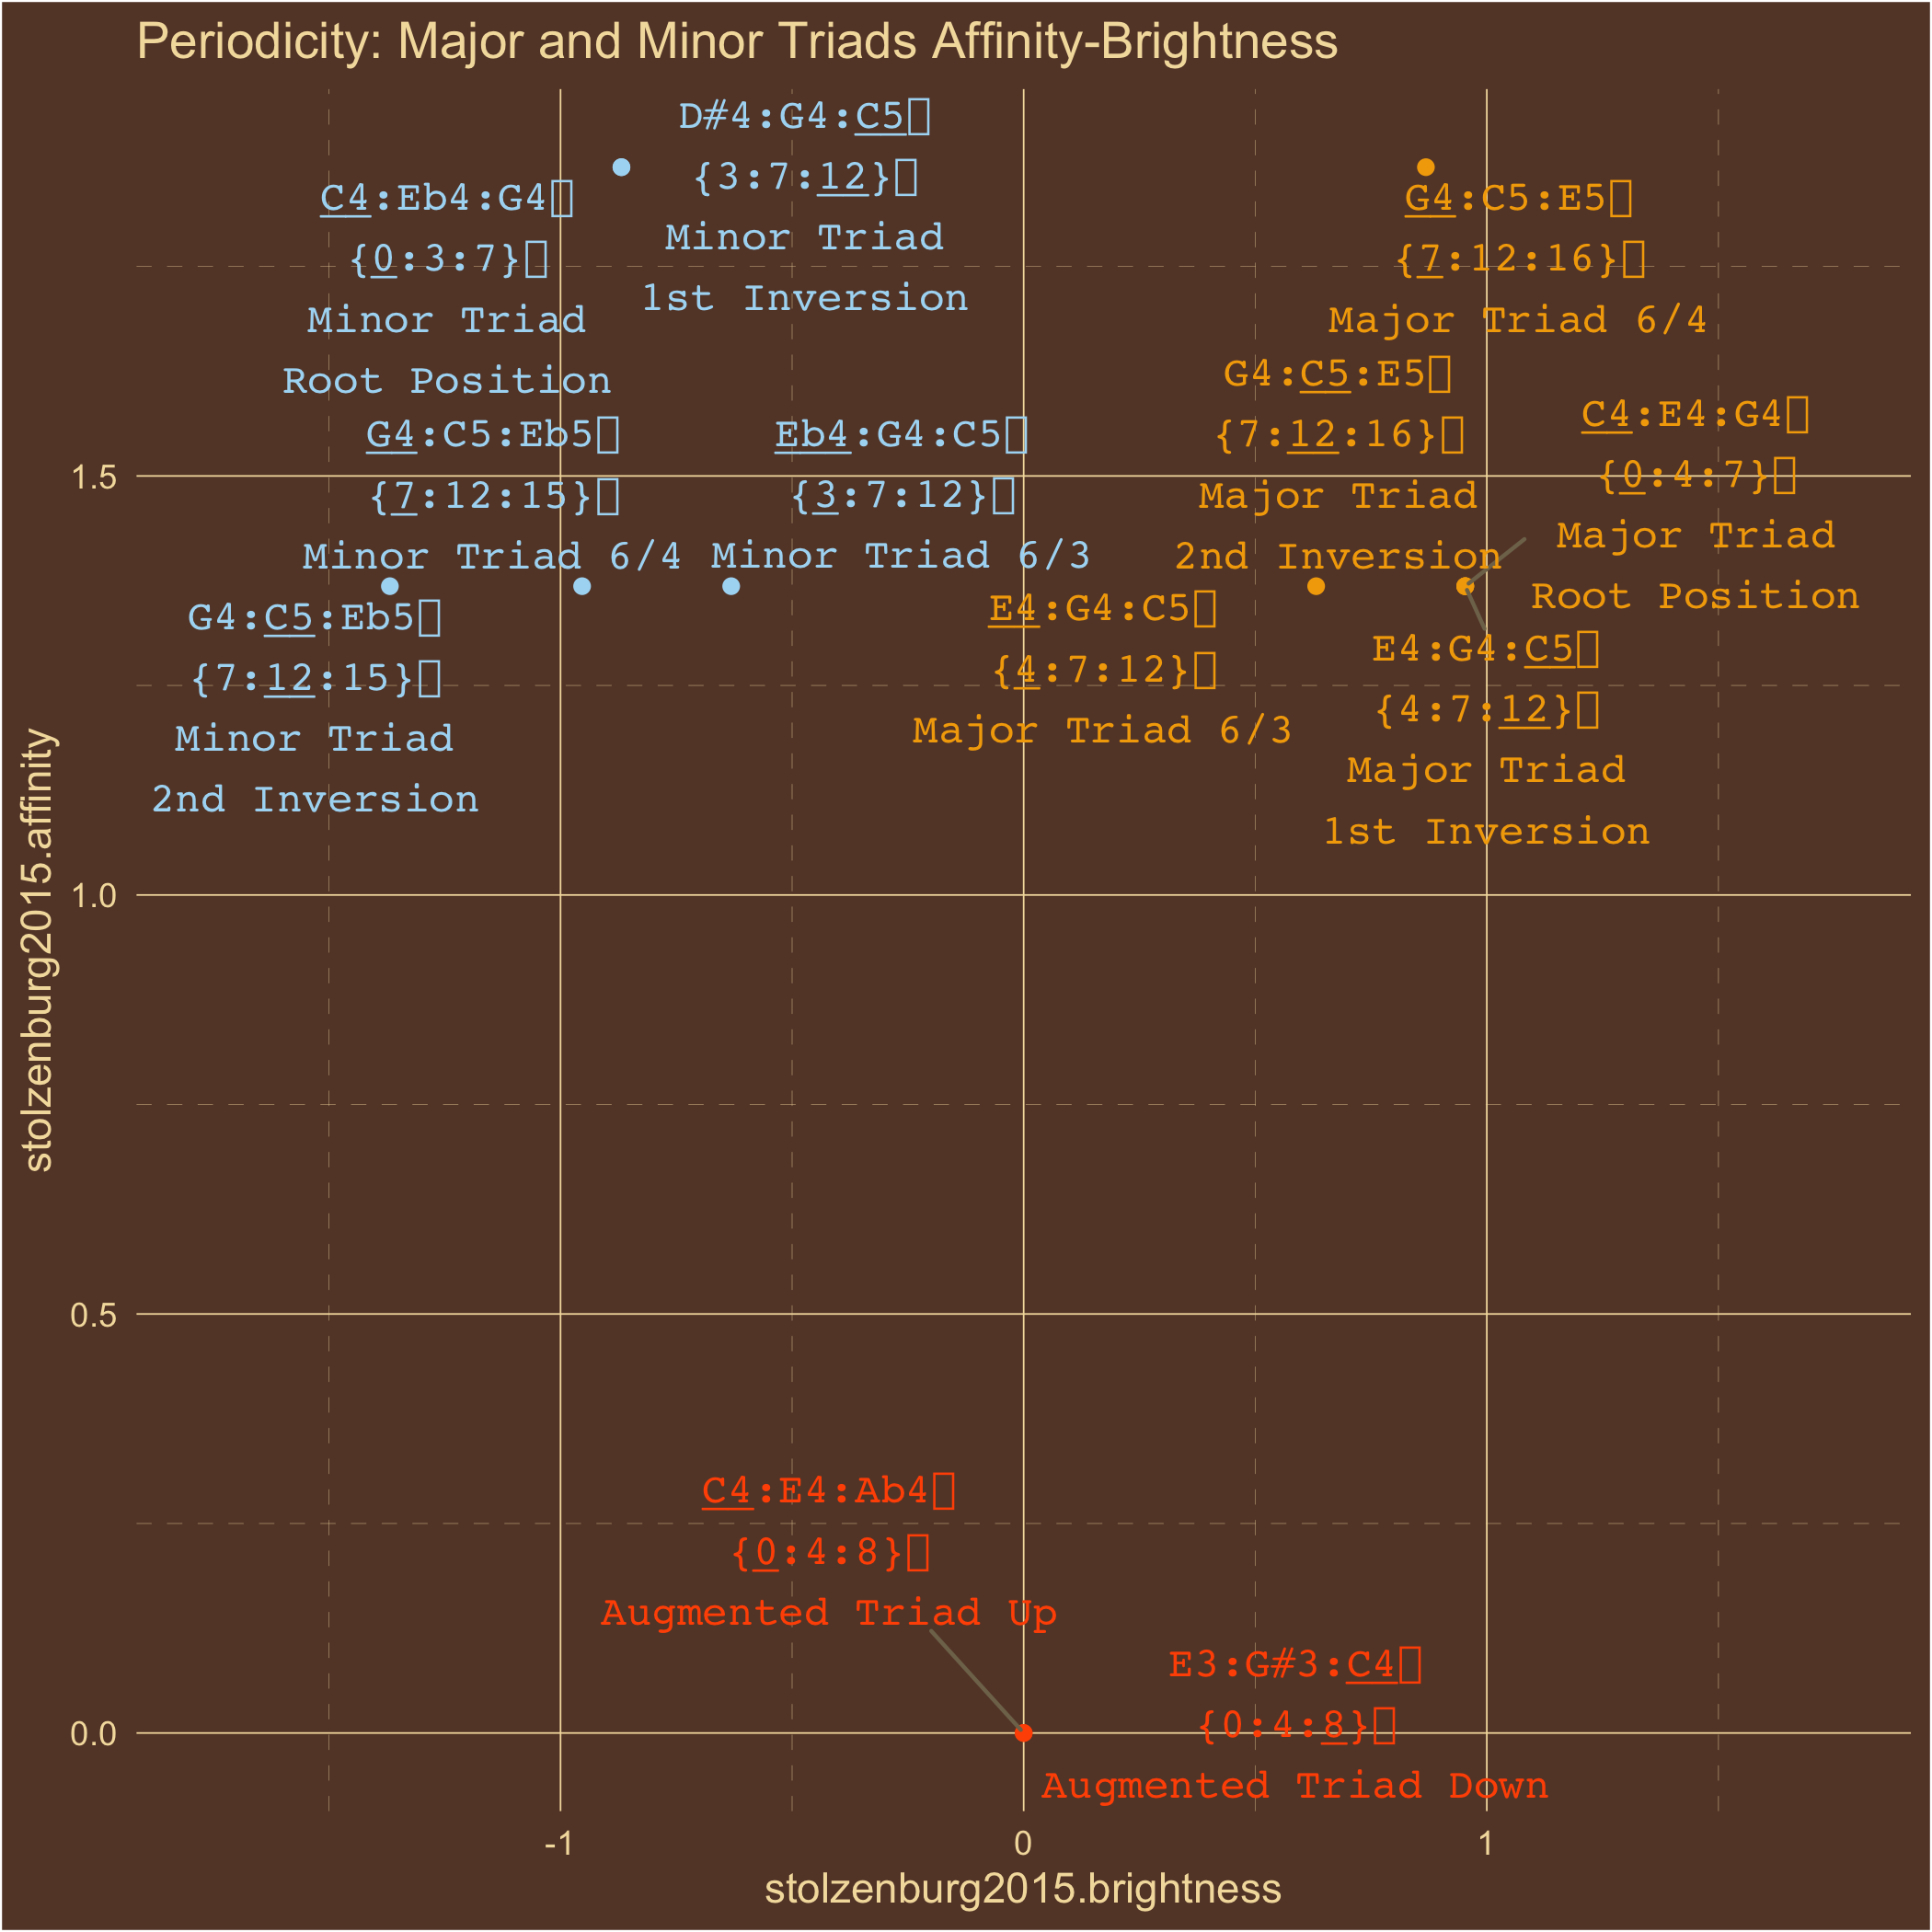 Periodicity: Major and Minor Triads Affinity-Brightness
D#4:G4:C5
{3:7:12}
Minor Triad
1st Inversion
C4:Eb4:G4
{0:3:7}
Minor Triad
Root Position
G4:C5:E5
{7:12:16}
Major Triad 6/4
G4:C5:E5
{7:12:16}
Major Triad
2nd Inversion
C4:E4:G4
{0:4:7}
Major Triad
Root Position
G4:C5:Eb5
{7:12:15}
Minor Triad 6/4
Eb4:G4:C5
{3:7:12}
Minor Triad 6/3
G4:C5:Eb5
{7:12:15}
Minor Triad
2nd Inversion
E4:G4:C5
{4:7:12}
Major Triad 6/3
E4:G4:C5
{4:7:12}
Major Triad
1st Inversion
C4:E4:Ab4
{0:4:8}
Augmented Triad Up
E3:G#3:C4
{0:4:8}
Augmented Triad Down
1.5
1.0
0.5
0.0
stolzenburg2015.affinity
-1
0
1
stolzenburg2015.brightness